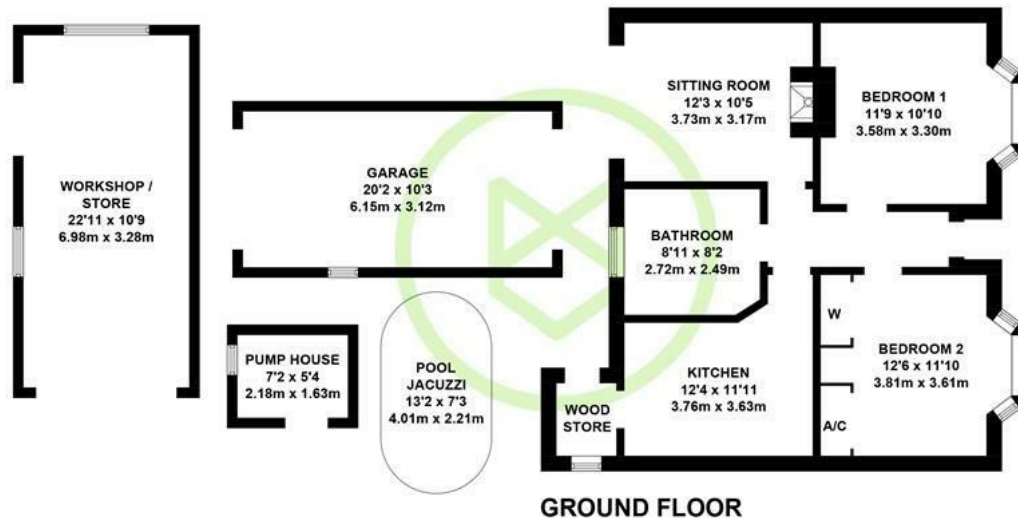 WORKSHOP /
STORE
22'11 x 10'9
6.98m x 3.28m
GARAGE
20'2 x 10'3
6.15m x 3.12m
PUMP HOUSE
7'2 x 5'4
2.18m x 1.63m
POOL
JACUZZI
13'2 x 7'3
4.01m x 2.21m
SITTING ROOM
12'3 x 10'5
3.73m x 3.17m
BEDROOM 1
11'9 x 10'10
3.58m x 3.30m
BATHROOM
8'11 x 8'2
2.72m x 2.49m
KITCHEN
12'4 x 11'11
3.76m x 3.63m
WOOD
STORE
W
A/C
BEDROOM 2
12'6 x 11'10
3.81m x 3.61m
GROUND FLOOR